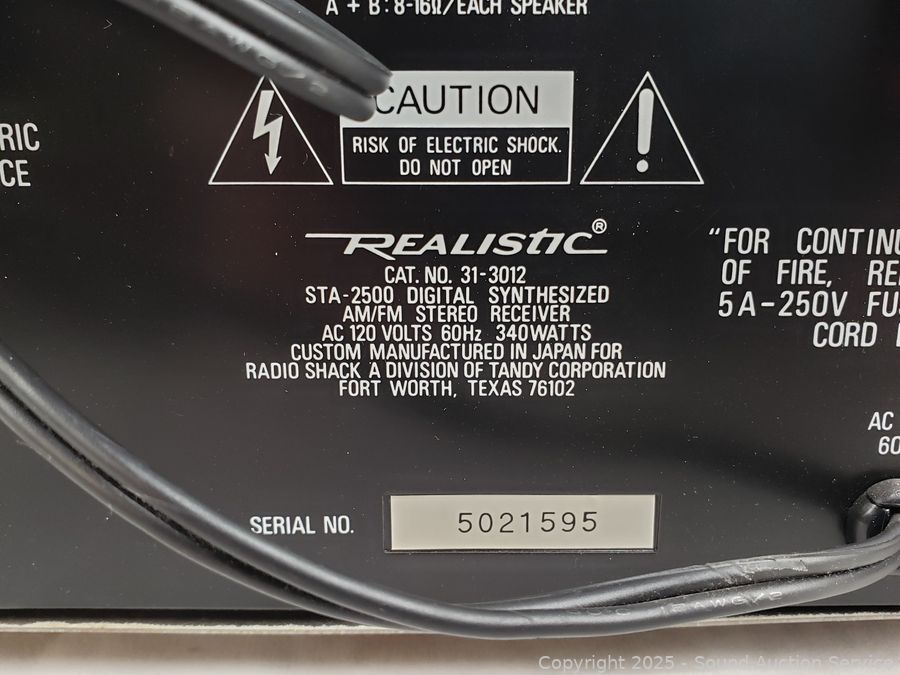 A + B: 8-16Ω/EACH SPEAKER
CAUTION
RISK OF ELECTRIC SHOCK.
DO NOT OPEN
RIC
CE
REALISTIC®
CAT. NO. 31-3012
STA-2500 DIGITAL SYNTHESIZED
AM/FM STEREO RECEIVER
AC 120 VOLTS 60Hz 340WATTS
CUSTOM MANUFACTURED IN JAPAN FOR
RADIO SHACK A DIVISION OF TANDY CORPORATION
FORT WORTH, TEXAS 76102
"FOR CONTINU
OF FIRE, RE
5A-250V FU
CORD
AC
60
SERIAL NO. 5021595
18AWGX2
Copyright 2025 - Sound Auction Service